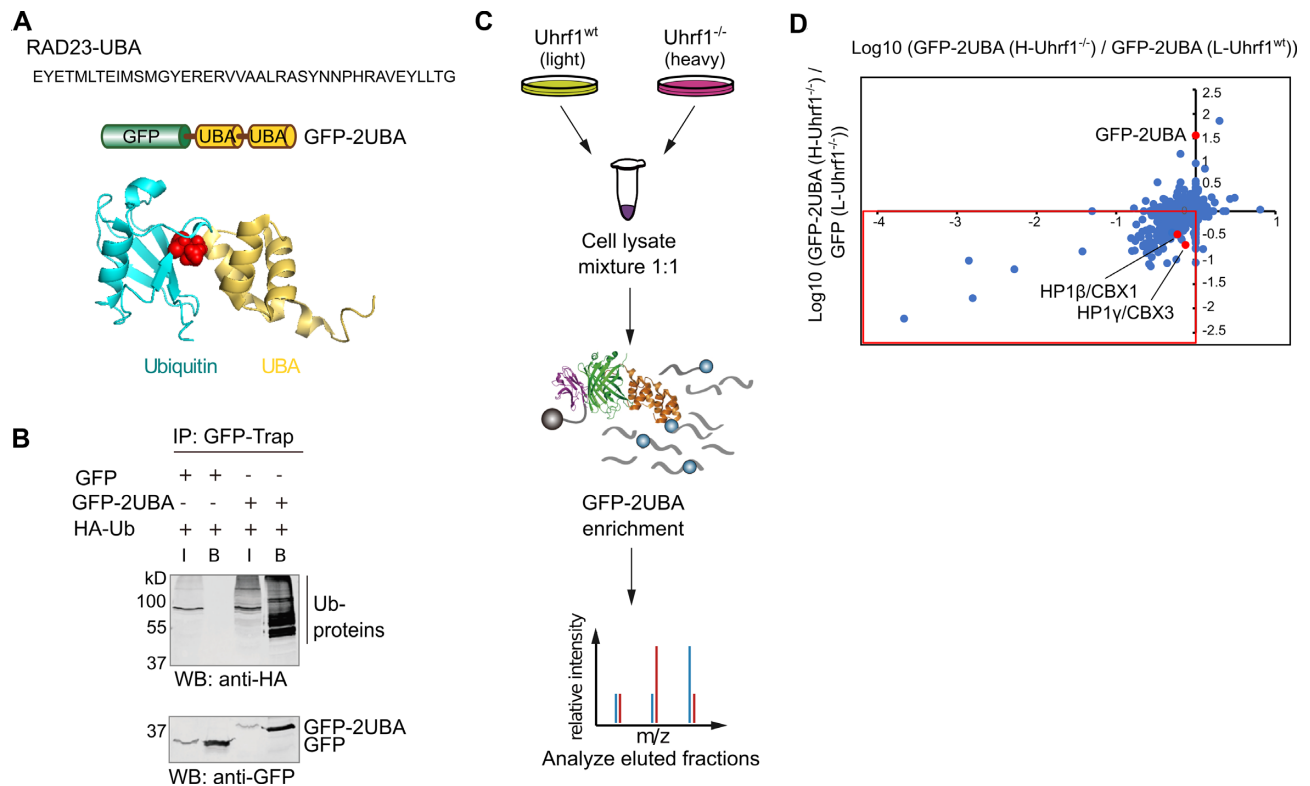 A
RAD23-UBA
EYETMLTEIMSMGYERERVVAALRASYNNPHRAVEYLLTG
GFP UBA UBA GFP-2UBA
Ubiquitin UBA
B
IP: GFP-Trap
GFP + + - -
GFP-2UBA - - + +
HA-Ub + + + +
I B I B
kD
100
55
37
Ub-
proteins
WB: anti-HA
37
GFP-2UBA
GFP
WB: anti-GFP
C
Uhrf1wt
(light)
Uhrf1-/-
(heavy)
Cell lysate
mixture 1:1
GFP-2UBA
enrichment
relative intensity
m/z
Analyze eluted fractions
D
Log10 (GFP-2UBA (H-Uhrf1-/-) / GFP-2UBA (L-Uhrf1wt))
Log10 (GFP-2UBA (H-Uhrf1-/-) /
GFP (L-Uhrf1-/-))
2.5
2
1.5
1
0.5
0
-0.5
-1
-1.5
-2
-2.5
-4 -3 -2 -1 1
GFP-2UBA
HP1β/CBX1
HP1γ/CBX3